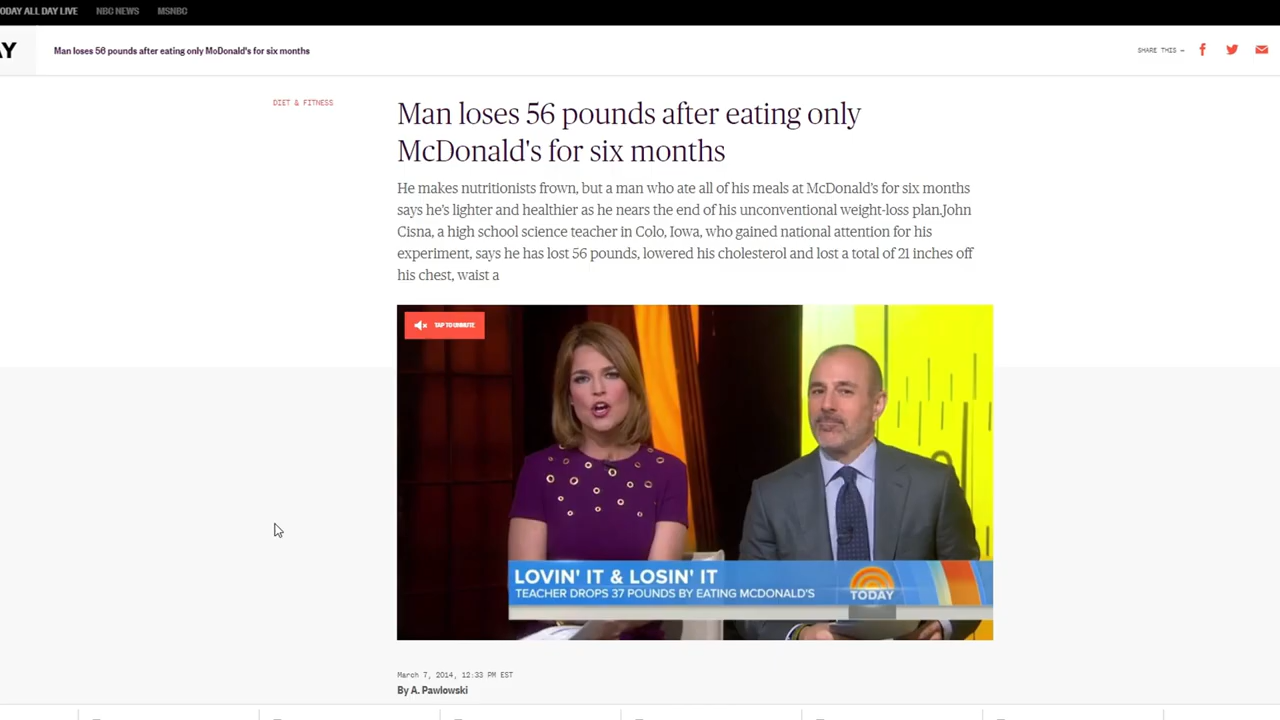 ODAY ALL DAY LIVE NBC NEWS MSNBC
AY Man loses 56 pounds after eating only McDonald's for six months SHARE THIS –
DIET & FITNESS
Man loses 56 pounds after eating only
McDonald's for six months
He makes nutritionists frown, but a man who ate all of his meals at McDonald's for six months
says he's lighter and healthier as he nears the end of his unconventional weight-loss plan.John
Cisna, a high school science teacher in Colo, Iowa, who gained national attention for his
experiment, says he has lost 56 pounds, lowered his cholesterol and lost a total of 21 inches off
his chest, waist a
TAP TO UNMUTE
LOVIN' IT & LOSIN' IT
TEACHER DROPS 37 POUNDS BY EATING MCDONALD'S
TODAY
March 7, 2014, 12:33 PM EST
By A. Pawlowski